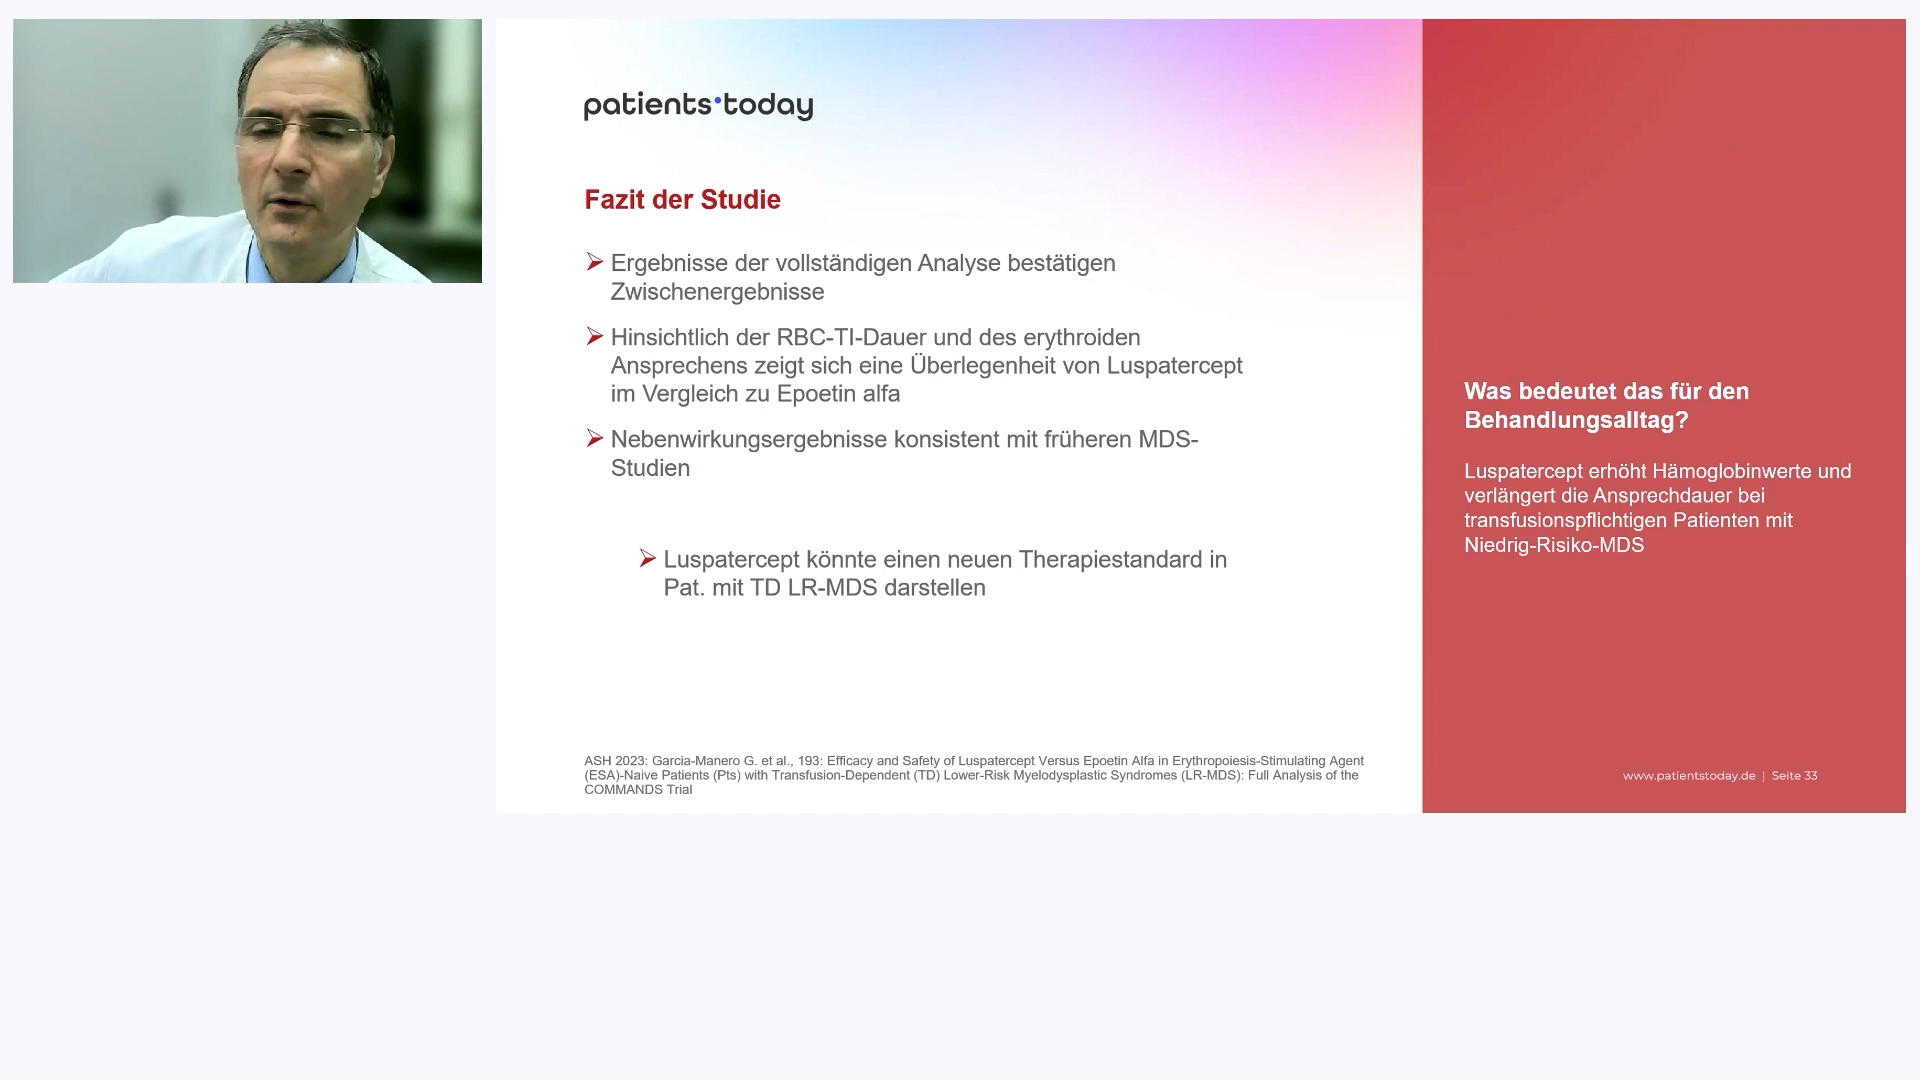 patients today
Fazit der Studie
Ergebnisse der vollständigen Analyse bestätigen
Zwischenergebnisse
Hinsichtlich der RBC-TI-Dauer und des erythroiden
Ansprechens zeigt sich eine Überlegenheit von Luspatercept
im Vergleich zu Epoetin alfa
Nebenwirkungsergebnisse konsistent mit früheren MDS-
Studien
Luspatercept könnte einen neuen Therapiestandard in
Pat. mit TD LR-MDS darstellen
ASH 2023: Garcia-Manero G. et al., 193: Efficacy and Safety of Luspatercept Versus Epoetin Alfa in Erythropoiesis-Stimulating Agent
(ESA)-Naive Patients (Pts) with Transfusion-Dependent (TD) Lower-Risk Myelodysplastic Syndromes (LR-MDS): Full Analysis of the
COMMANDS Trial
Was bedeutet das für den
Behandlungsalltag?
Luspatercept erhöht Hämoglobinwerte und
verlängert die Ansprechdauer bei
transfusionspflichtigen Patienten mit
Niedrig-Risiko-MDS
www.patientstoday.de | Seite 33